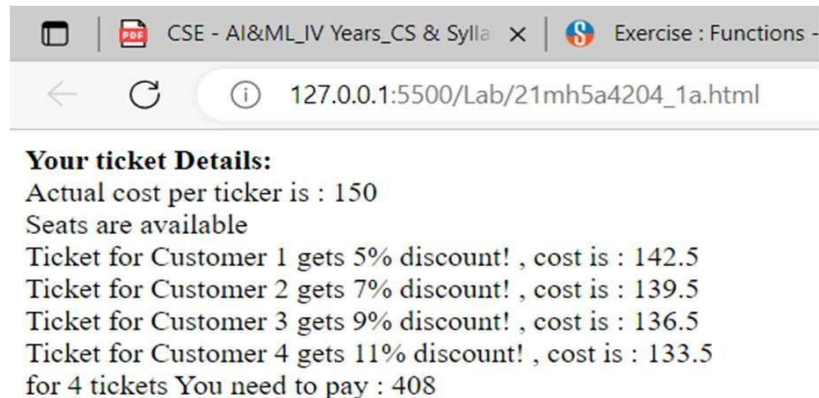 CSE - AI&ML_IV Years_CS & Sylla
Exercise : Functions -
127.0.0.1:5500/Lab/21mh5a4204_1a.html
Your ticket Details:
Actual cost per ticker is : 150
Seats are available
Ticket for Customer 1 gets 5% discount! , cost is : 142.5
Ticket for Customer 2 gets 7% discount! , cost is : 139.5
Ticket for Customer 3 gets 9% discount! , cost is : 136.5
Ticket for Customer 4 gets 11% discount! , cost is : 133.5
for 4 tickets You need to pay : 408